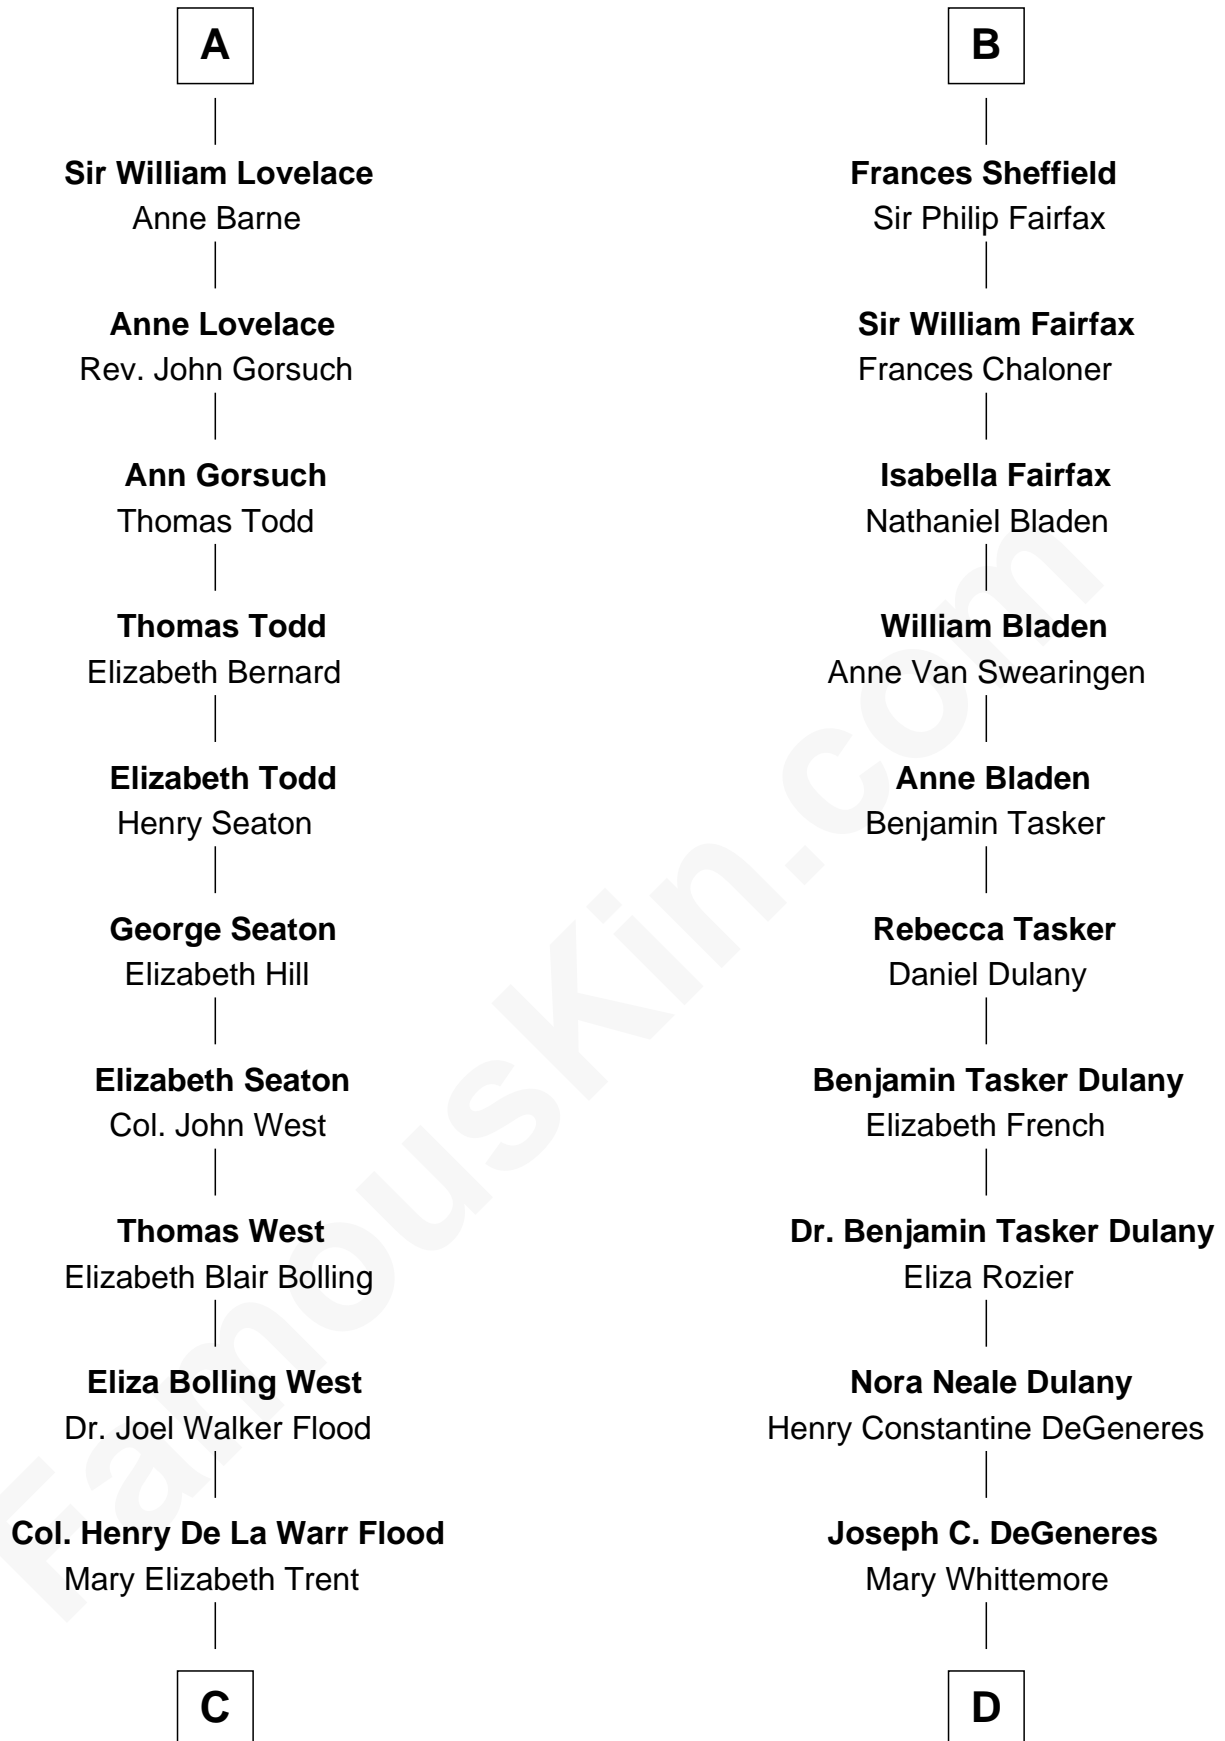 A
Sir William Lovelace
Anne Barne
Anne Lovelace
Rev. John Gorsuch
Ann Gorsuch
Thomas Todd
Thomas Todd
Elizabeth Bernard
Elizabeth Todd
Henry Seaton
George Seaton
Elizabeth Hill
Elizabeth Seaton
Col. John West
Thomas West
Elizabeth Blair Bolling
Eliza Bolling West
Dr. Joel Walker Flood
Col. Henry De La Warr Flood
Mary Elizabeth Trent
C
B
Frances Sheffield
Sir Philip Fairfax
Sir William Fairfax
Frances Chaloner
Isabella Fairfax
Nathaniel Bladen
William Bladen
Anne Van Swearingen
Anne Bladen
Benjamin Tasker
Rebecca Tasker
Daniel Dulany
Benjamin Tasker Dulany
Elizabeth French
Dr. Benjamin Tasker Dulany
Eliza Rozier
Nora Neale Dulany
Henry Constantine DeGeneres
Joseph C. DeGeneres
Mary Whittemore
D
FamousKin.com